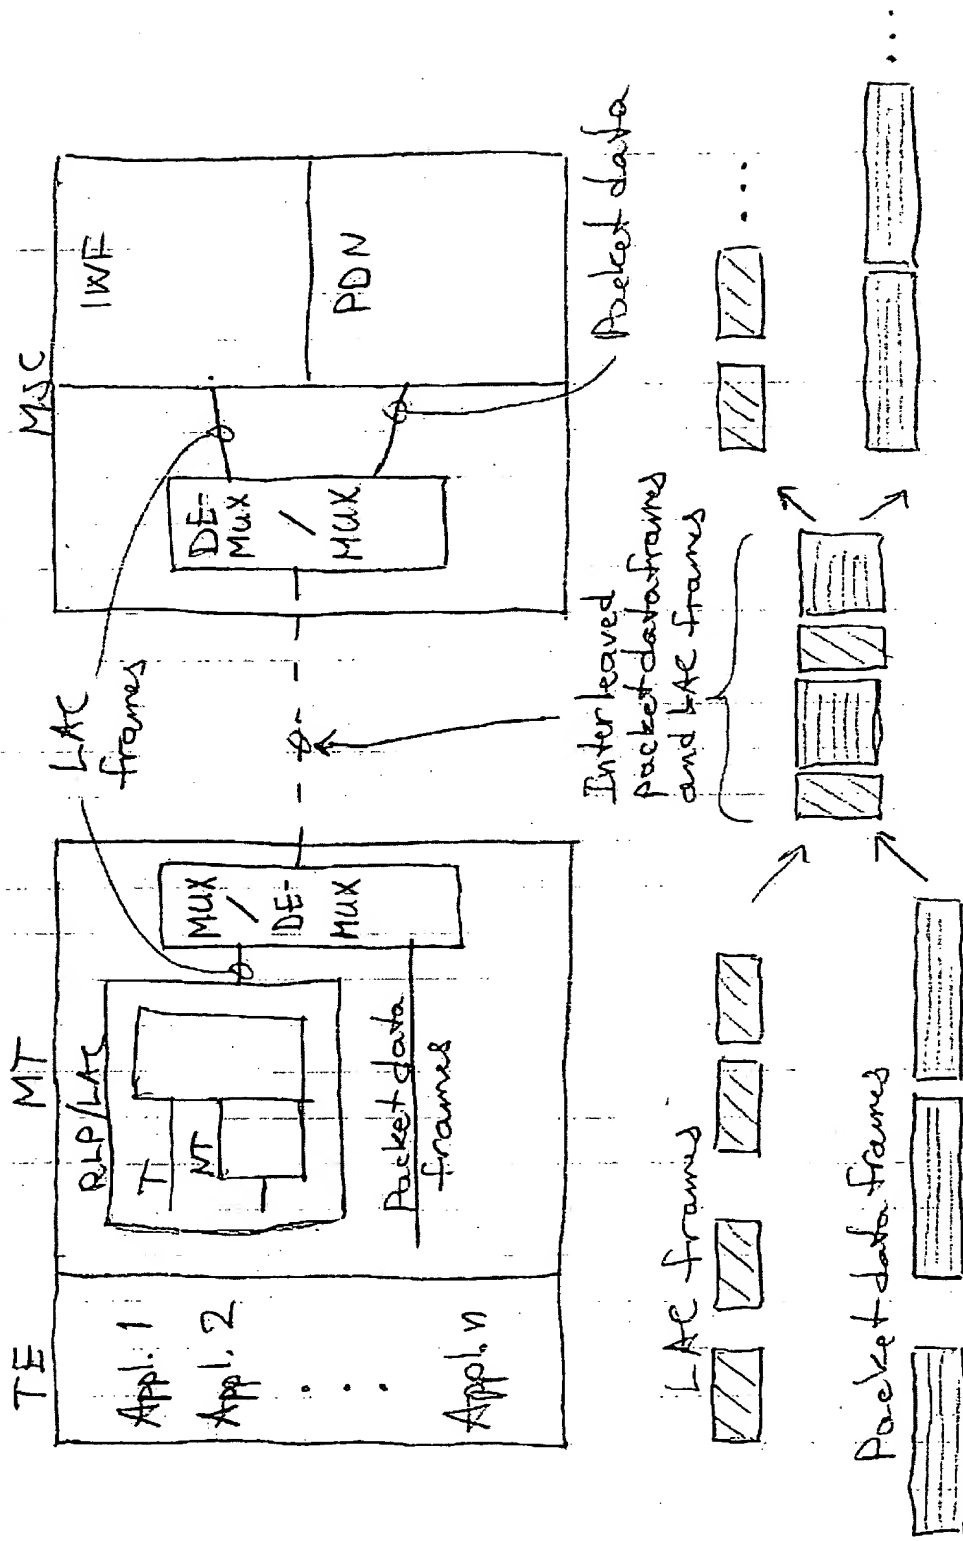 TE
MT
MSC
Appl. 1
Appl. 2
. . .
Appl. n
RLP/LAC
T
NT
Packet data
frames
MUX
/
DE-
MUX
LAC
frames
DE-
MUX
/
MUX
IWF
PDN
Packet data
Interleaved
packet data frames
and LAC frames
LAC frames
. . .
Packet data frames
. . .